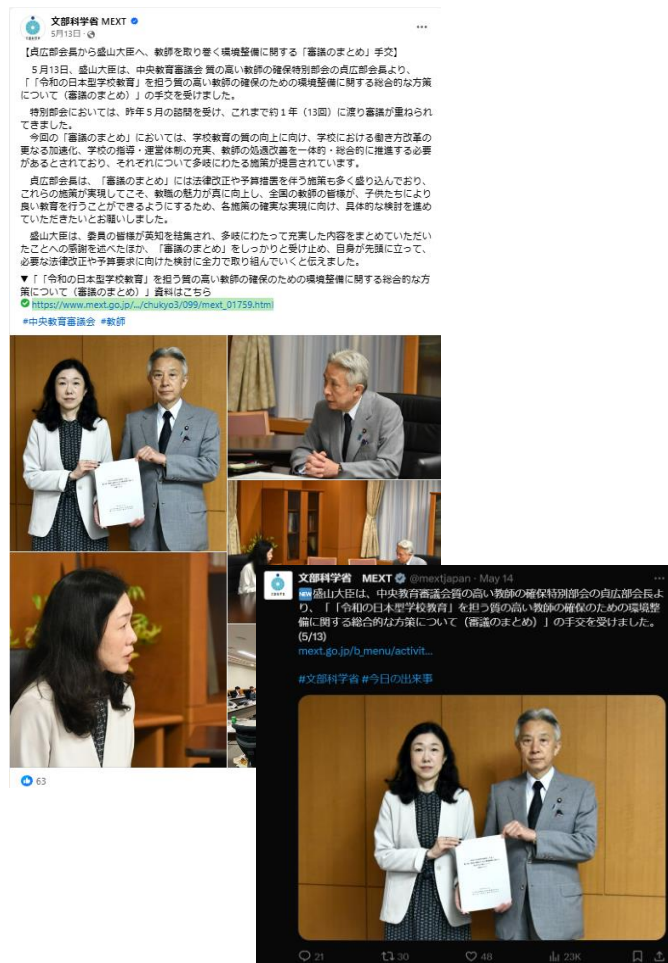 文部科学省 MEXT
5月13日
【貞広部会長から盛山大臣へ、教師を取り巻く環境整備に関する「審議のまとめ」手交】
５月13日、盛山大臣は、中央教育審議会 質の高い教師の確保特別部会の貞広部会長より、
「「令和の日本型学校教育」を担う質の高い教師の確保のための環境整備に関する総合的な方策
について（審議のまとめ）」の手交を受けました。
特別部会においては、昨年５月の諮問を受け、これまで約１年（13回）に渡り審議が重ねられ
てきました。
今回の「審議のまとめ」においては、学校教育の質の向上に向け、学校における働き方改革の
更なる加速化、学校の指導・運営体制の充実、教師の処遇改善を一体的・総合的に推進する必要
があるとされており、それぞれについて多岐にわたる施策が提言されています。
貞広部会長は、「審議のまとめ」には法律改正や予算措置を伴う施策も多く盛り込んでおり、
これらの施策が実現してこそ、教職の魅力が真に向上し、全国の教師の皆様が、子供たちにより
良い教育を行うことができるようにするため、各施策の確実な実現に向け、具体的な検討を進め
ていただきたいとお願いしました。
盛山大臣は、委員の皆様が英知を結集され、多岐にわたって充実した内容をまとめていただい
たことへの感謝を述べたほか、「審議のまとめ」をしっかりと受け止め、自身が先頭に立って、
必要な法律改正や予算要求に向けた検討に全力で取り組んでいくと伝えました。
▼「「令和の日本型学校教育」を担う質の高い教師の確保のための環境整備に関する総合的な方
策について（審議のまとめ）」資料はこちら
https://www.mext.go.jp/.../chukyo3/099/mext_01759.html
#中央教育審議会 #教師
63
文部科学省　MEXT @mextjapan · May 14
NEW盛山大臣は、中央教育審議会質の高い教師の確保特別部会の貞広部会長よ
り、「「令和の日本型学校教育」を担う質の高い教師の確保のための環境整
備に関する総合的な方策について（審議のまとめ）」の手交を受けました。
(5/13)
mext.go.jp/b_menu/activit...
#文部科学省 #今日の出来事
21 30 48 23K